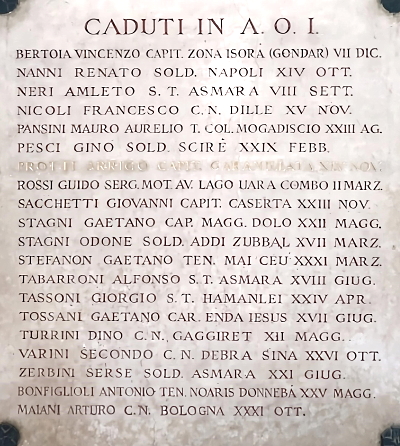 CADUTI IN A. O. I.
BERTOIA VINCENZO CAPIT. ZONA ISORA (GONDAR) VII DIC.
NANNI RENATO SOLD. NAPOLI XIV OTT.
NERI AMLETO S. T. ASMARA VIII SETT.
NICOLI FRANCESCO C.N. DILLE XV NOV.
PANSINI MAURO AURELIO T. COL. MOGADISCIO XXIII AG.
PESCI GINO SOLD. SCIRÈ XXIX FEBB.
ARRIGO CAPIT. NOV.
ROSSI GUIDO SERG. MOT. AV. LAGO UARA COMBO II MARZ.
SACCHETTI GIOVANNI CAPIT. CASERTA XXIII NOV.
STAGNI GAETANO CAP. MAGG. DOLO XXII MAGG.
STAGNI ODONE SOLD. ADDI ZUBBAL XVII MARZ.
STEFANON GAETANO TEN. MAI CEU XXXI MARZ.
TABARRONI ALFONSO S. T. ASMARA XVIII GIUG.
TASSONI GIORGIO S. T. HAMANLEI XXIV APR.
TOSSANI GAETANO CAR. ENDA IESUS XVII GIUG.
TURRINI DINO C.N. GAGGIRET XII MAGG.
VARINI SECONDO C.N. DEBRA SINA XXVI OTT.
ZERBINI SERSE SOLD. ASMARA XXI GIUG.
BONFIGLIOLI ANTONIO TEN. NOARIS DONNEBÀ XXV MAGG.
MAIANI ARTURO C.N. BOLOGNA XXXI OTT.